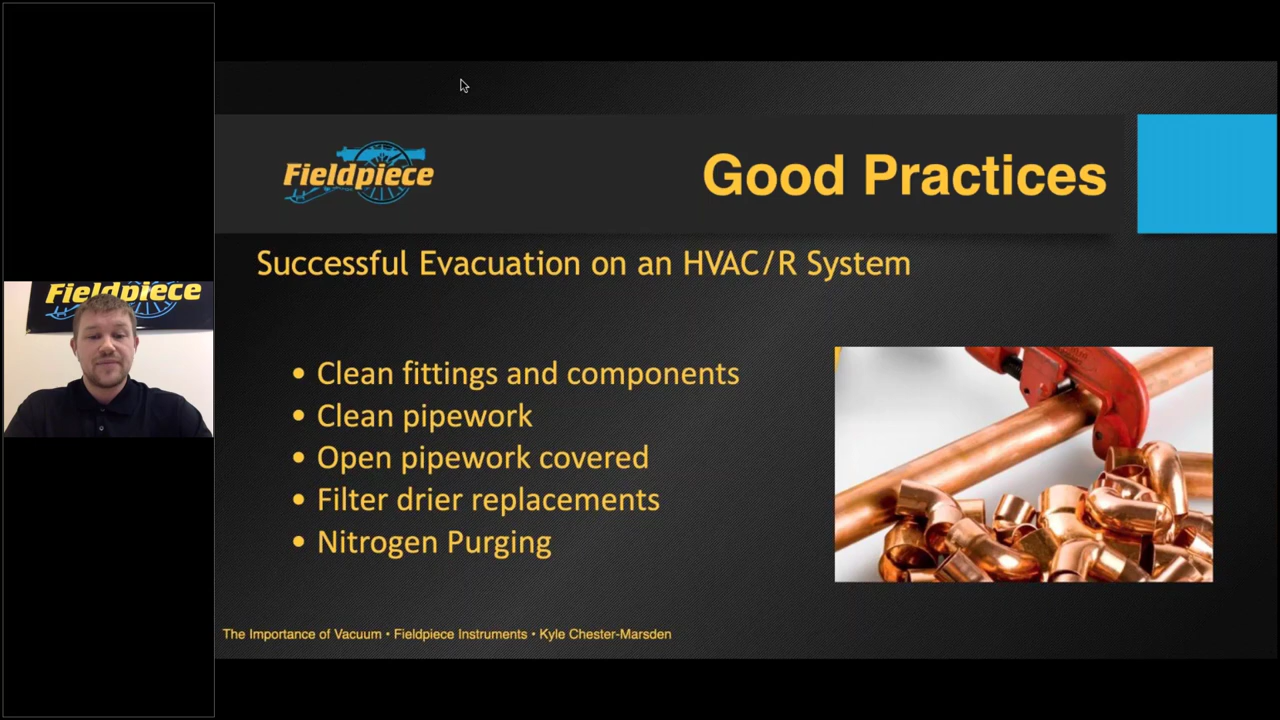 Fieldpiece
Good Practices
Successful Evacuation on an HVAC/R System
• Clean fittings and components
• Clean pipework
• Open pipework covered
• Filter drier replacements
• Nitrogen Purging
The Importance of Vacuum • Fieldpiece Instruments • Kyle Chester-Marsden
Fieldpiece